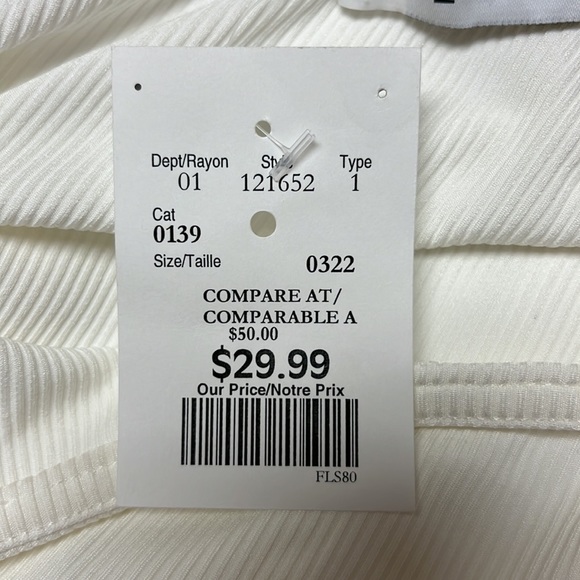 Dept/Rayon Style Type
01 121652 1
Cat
0139
Size/Taille 0322
COMPARE AT/
COMPARABLE A
$50.00
$29.99
Our Price/Notre Prix
FLS80